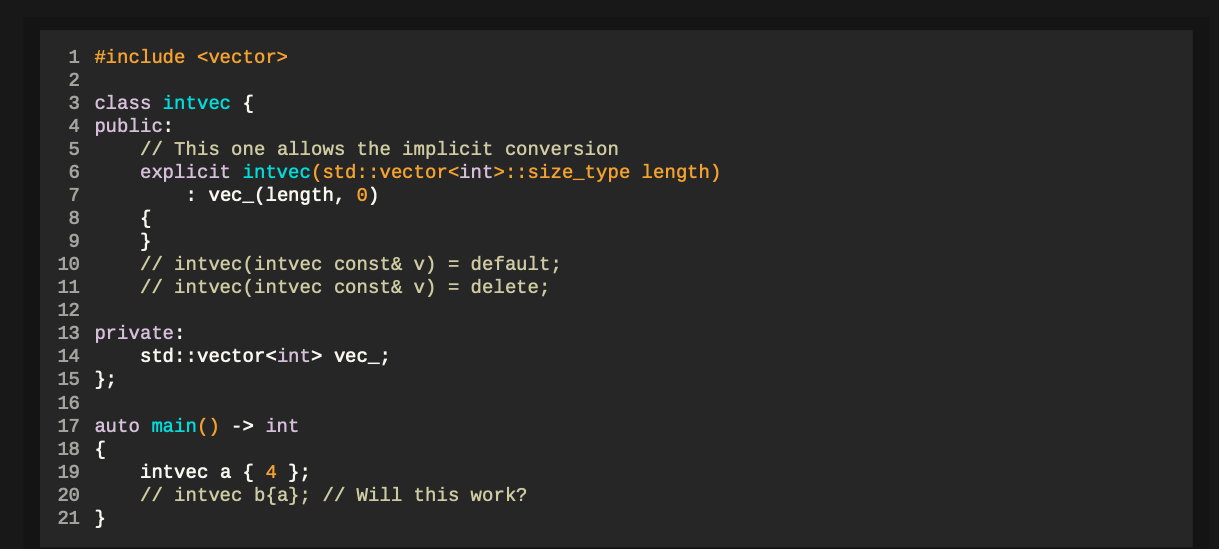 1 #include <vector>
2
3 class intvec {
4 public:
5     // This one allows the implicit conversion
6     explicit intvec(std::vector<int>::size_type length)
7         : vec_(length, 0)
8     {
9     }
10     // intvec(intvec const& v) = default;
11     // intvec(intvec const& v) = delete;
12
13 private:
14     std::vector<int> vec_;
15 };
16
17 auto main() -> int
18 {
19     intvec a { 4 };
20     // intvec b{a}; // Will this work?
21 }